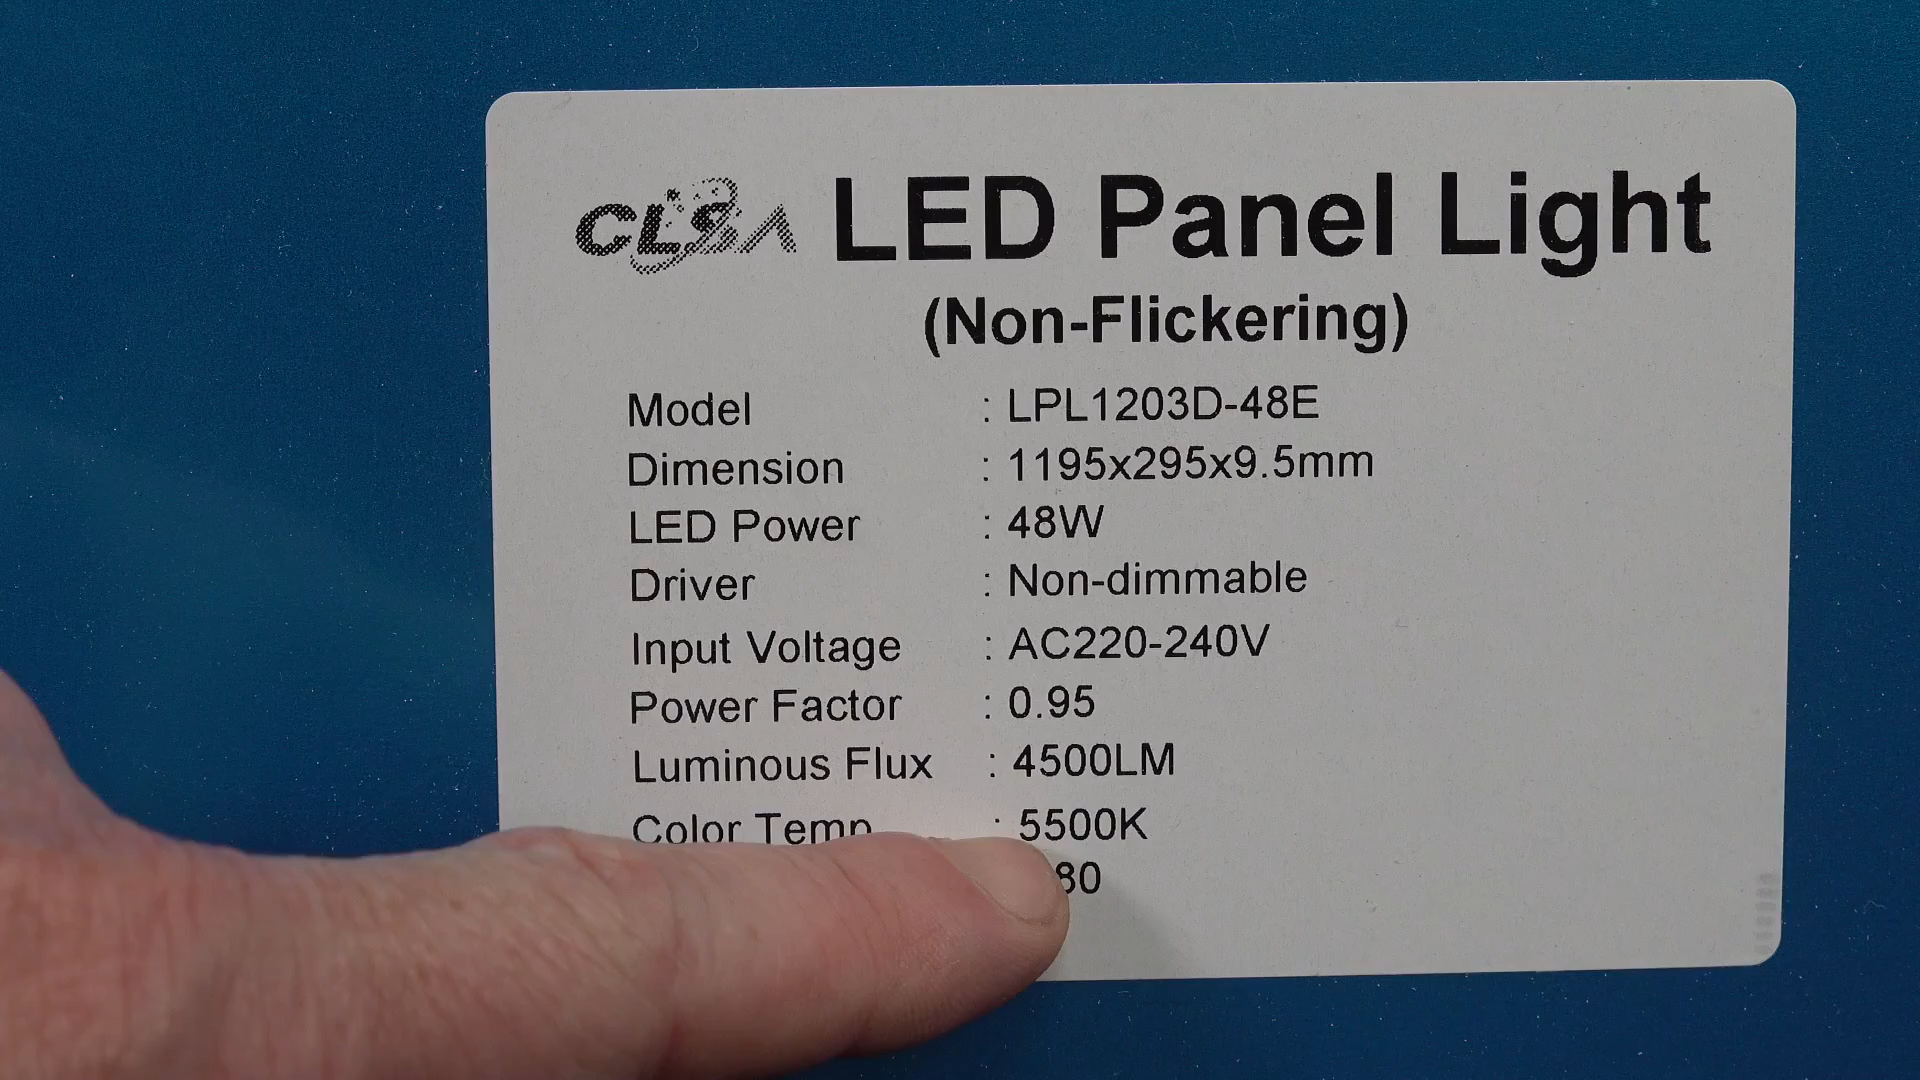 CLSA LED Panel Light
(Non-Flickering)
Model : LPL1203D-48E
Dimension : 1195x295x9.5mm
LED Power : 48W
Driver : Non-dimmable
Input Voltage : AC220-240V
Power Factor : 0.95
Luminous Flux : 4500LM
Color Temp : 5500K
80